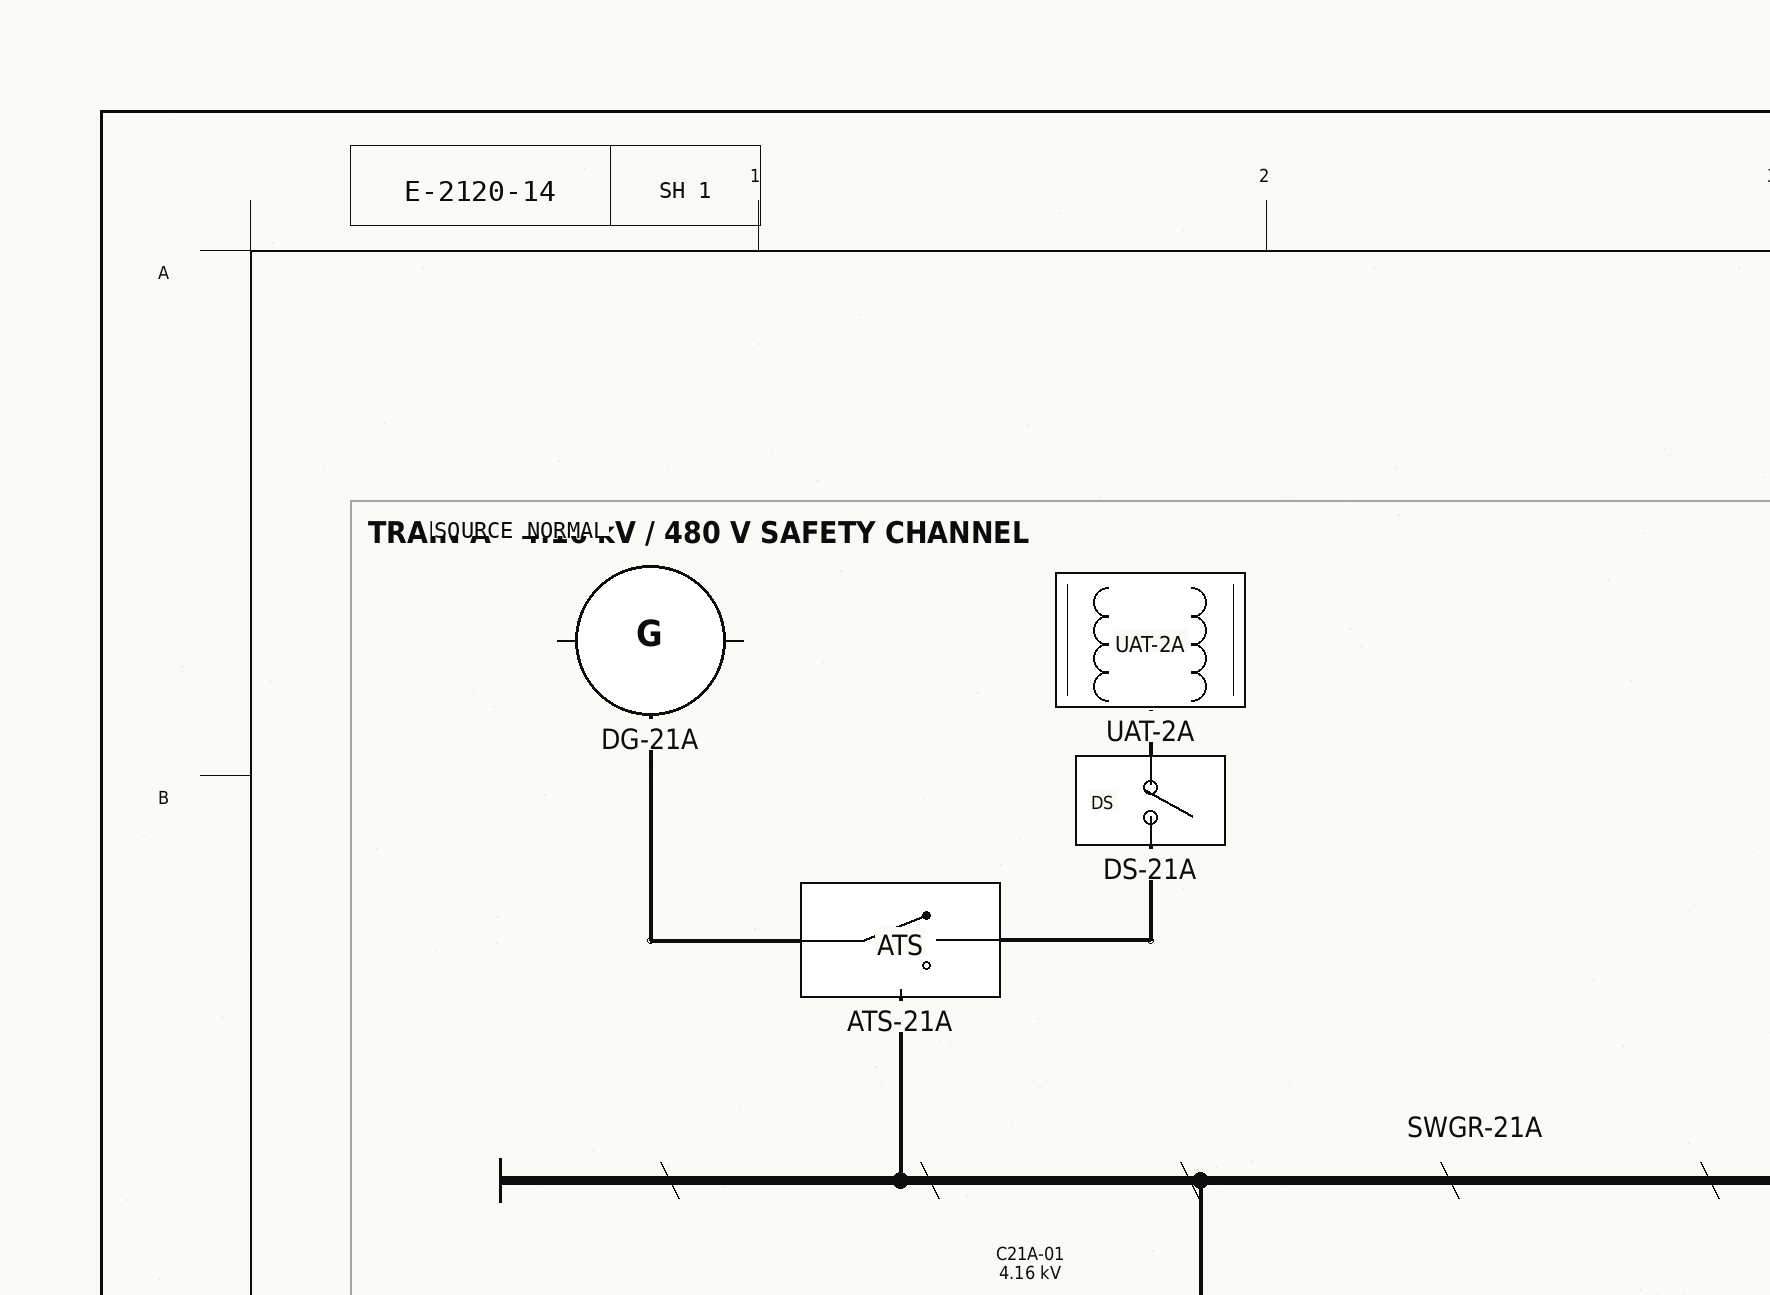 E-2120-14
SH 1
1
2
A
SOURCE NORMAL
/ 480 V SAFETY CHANNEL
G
UAT-2A
DG-21A
UAT-2A
B
DS
DS-21A
ATS
ATS-21A
SWGR-21A
C21A-01
4.16 kV